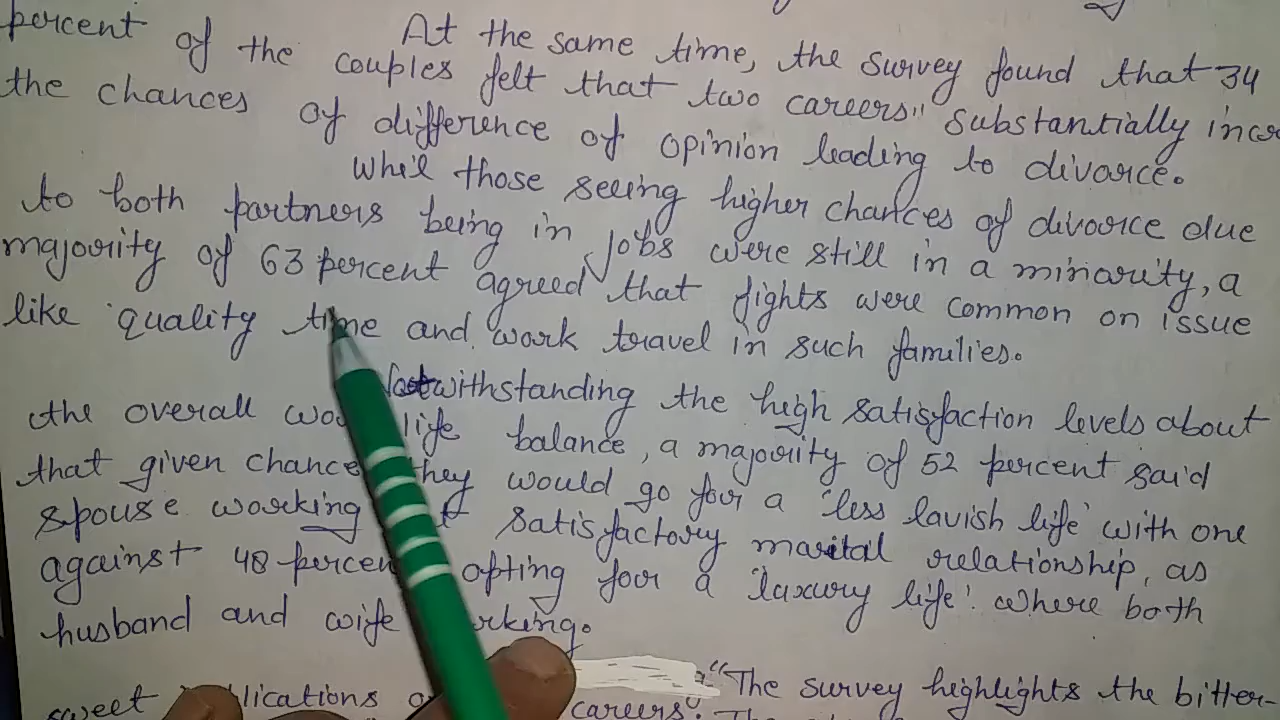 At the same time, the survey found that 34
percent of the couples felt that two careers" substantially
the chances of difference of opinion leading to divorce.
Whil those seeing higher chances of divorce due
to both partners being in jobs were still in a minarity, a
majority of 63 percent agreed that fights were common on issue
like 'quality time and work travel in such families.
withstanding the high satisfaction levels about
the overall life balance, a majority of 52 percent said
that given chance they would go for a 'less lavish life' with one
spouse working satisfactory marital relationship, as
against 48 opting for a 'luxury life'. where both
husband and wife
"The survey highlights the bitter-
sweet careers".